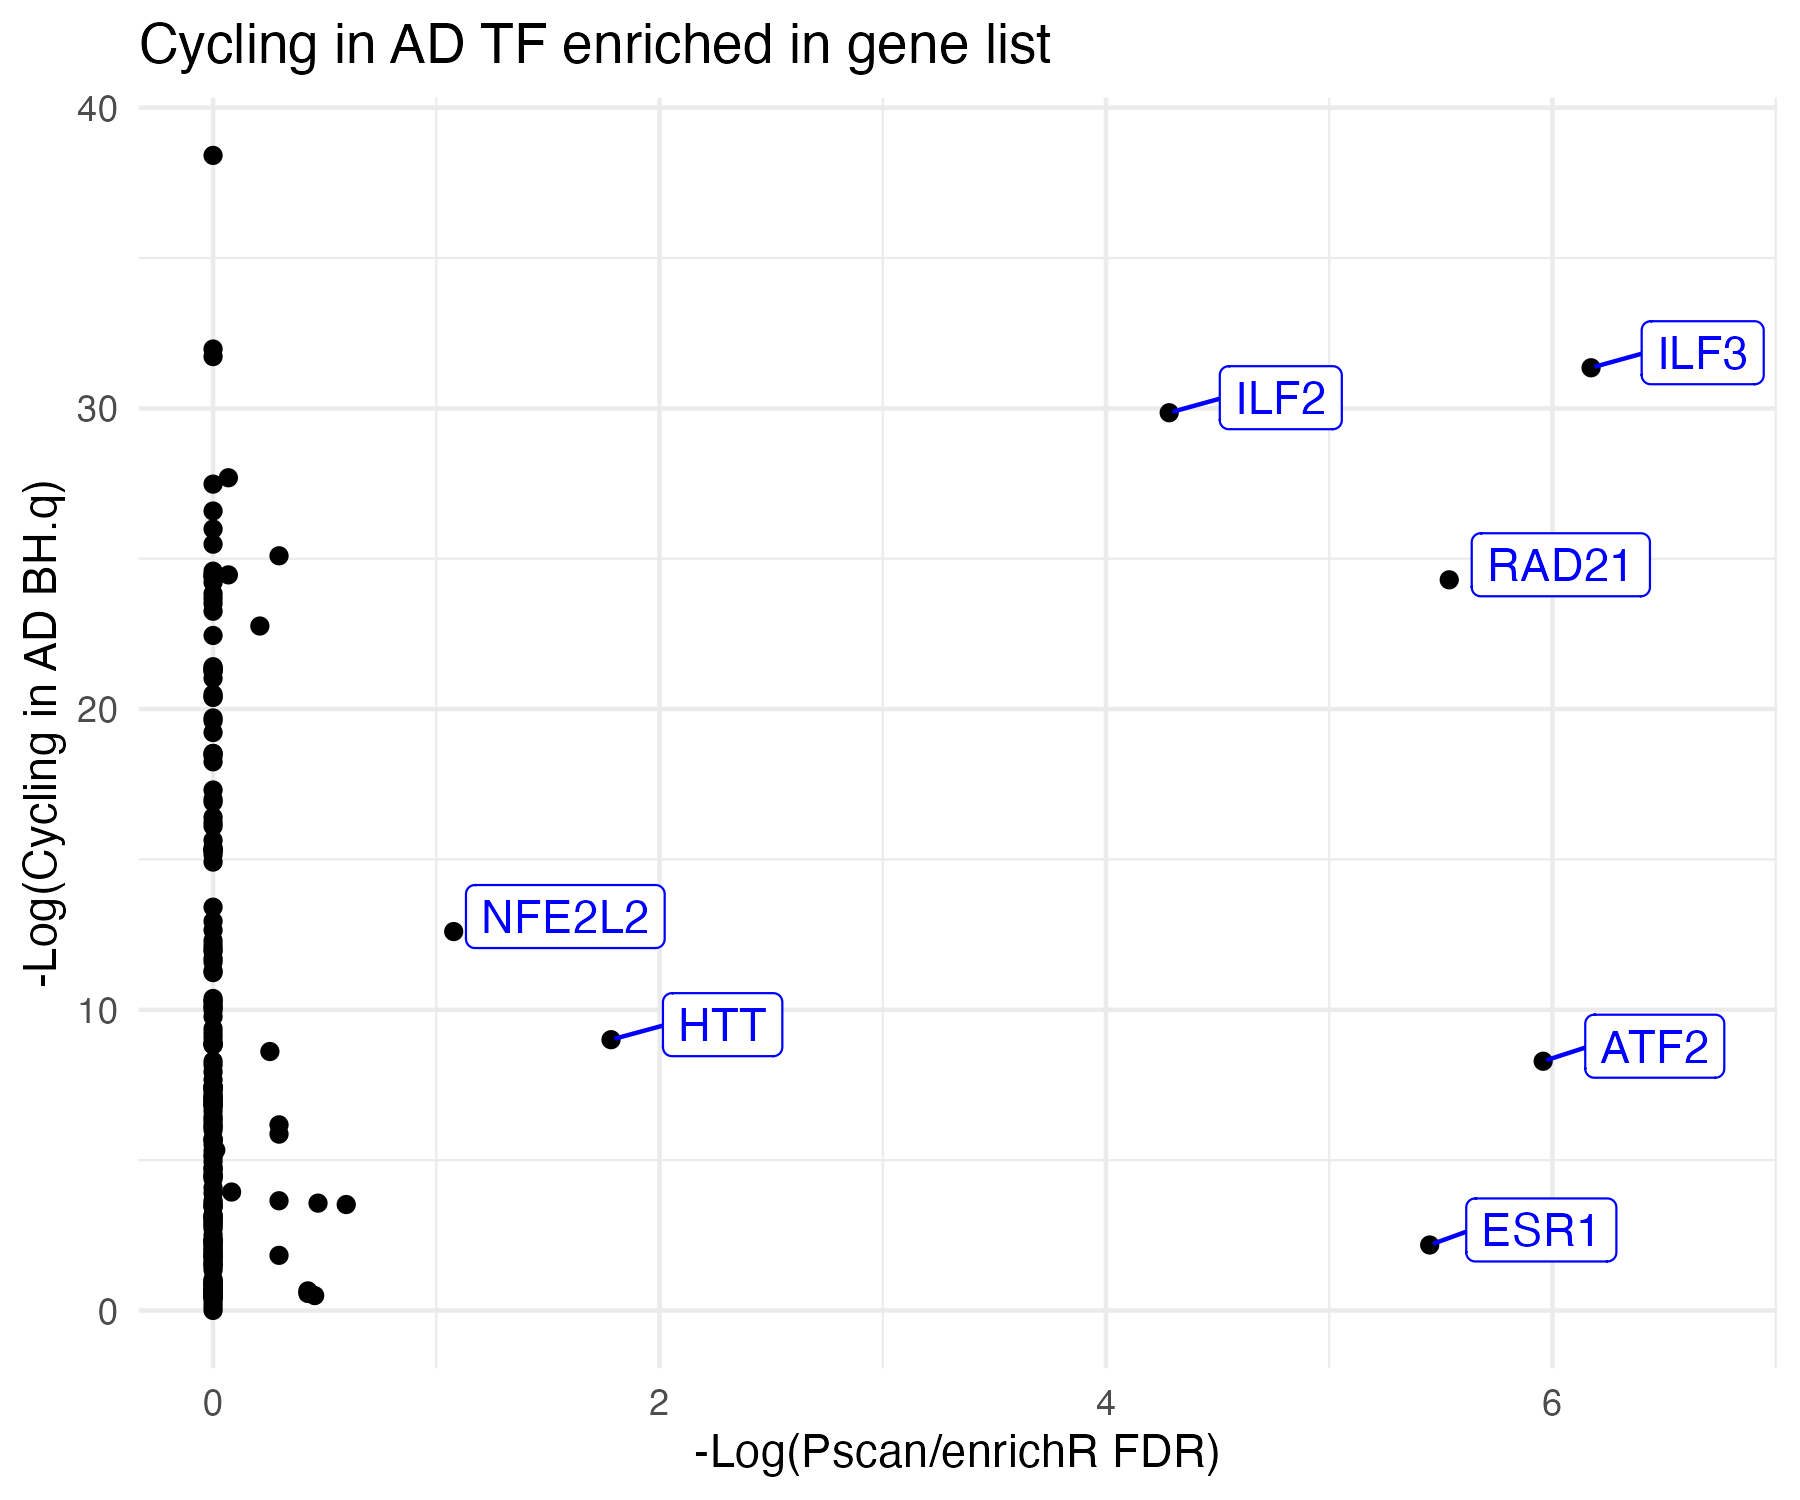 Cycling in AD TF enriched in gene list
40
30
20
10
0
-Log(Cycling in AD BH.q)
ILF3
ILF2
RAD21
NFE2L2
HTT
ATF2
ESR1
0
2
4
6
-Log(Pscan/enrichR FDR)